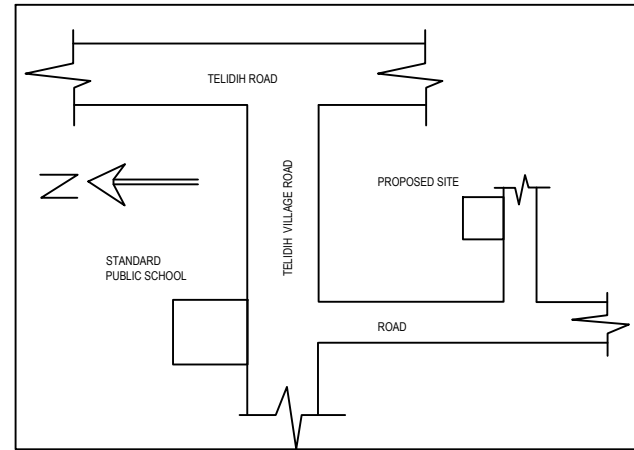 TELIDIH ROAD
TELIDIH VILLAGE ROAD
PROPOSED SITE
N
STANDARD
PUBLIC SCHOOL
ROAD